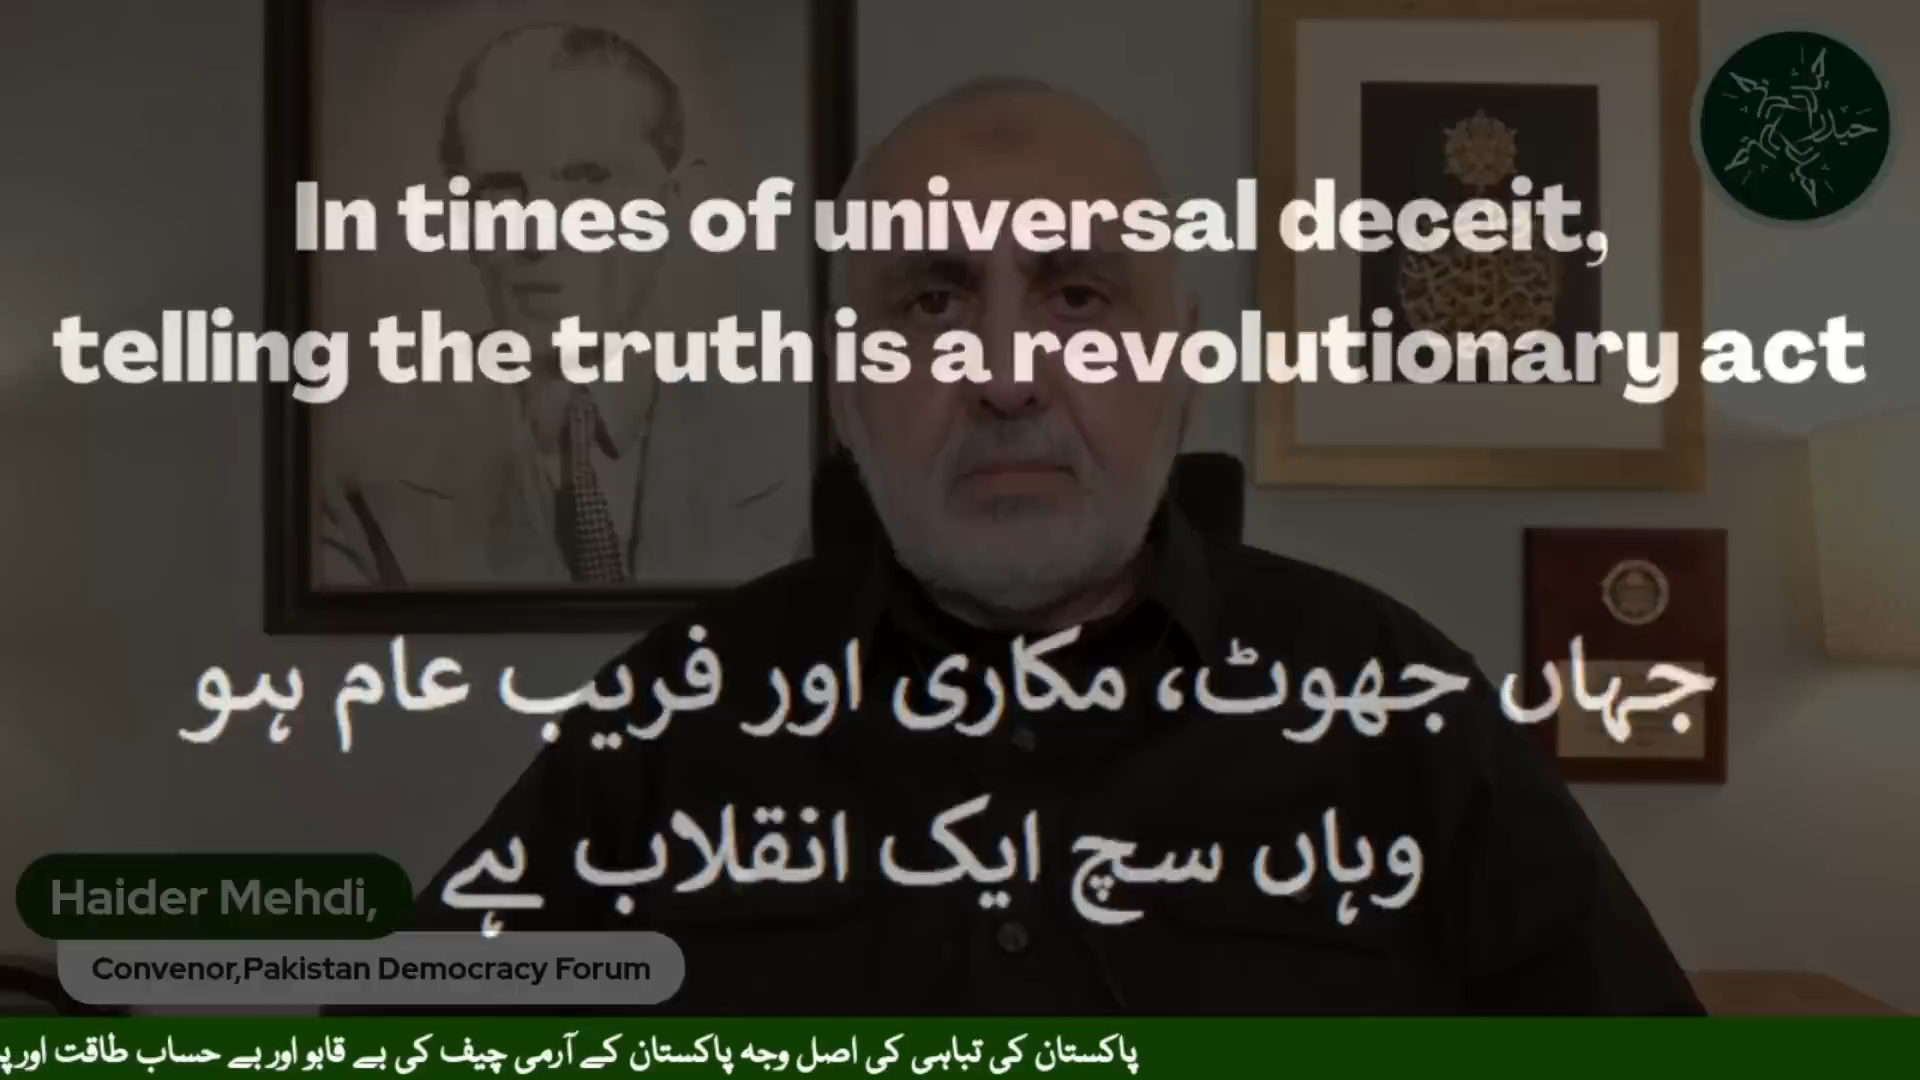 In times of universal deceit,
telling the truth is a revolutionary act
جہاں جھوٹ، مکاری اور فریب عام ہو
وہاں سچ ایک انقلاب ہے
Haider Mehdi,
Convenor,Pakistan Democracy Forum
پاکستان کی تباہی کی اصل وجہ پاکستان کے آرمی چیف کی بے قابو اور بے حساب طاقت اور
حیدر